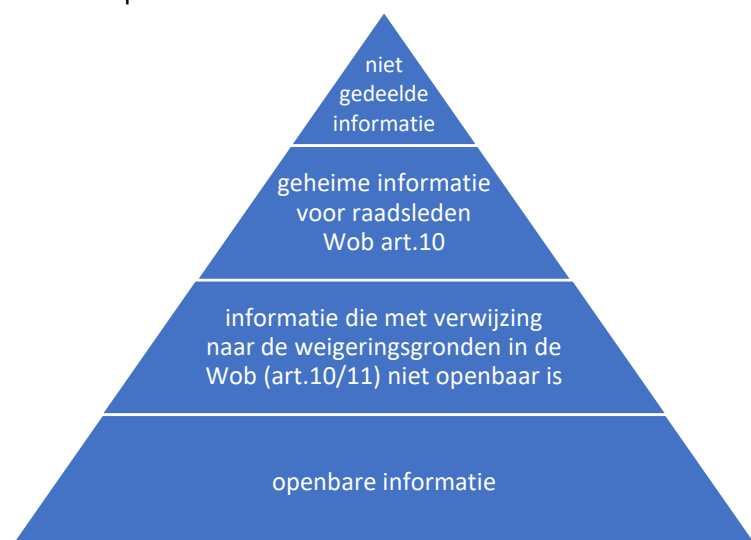 niet
gedeelde
informatie
geheime informatie
voor raadsleden
Wob art.10
informatie die met verwijzing
naar de weigeringsgronden in de
Wob (art.10/11) niet openbaar is
openbare informatie